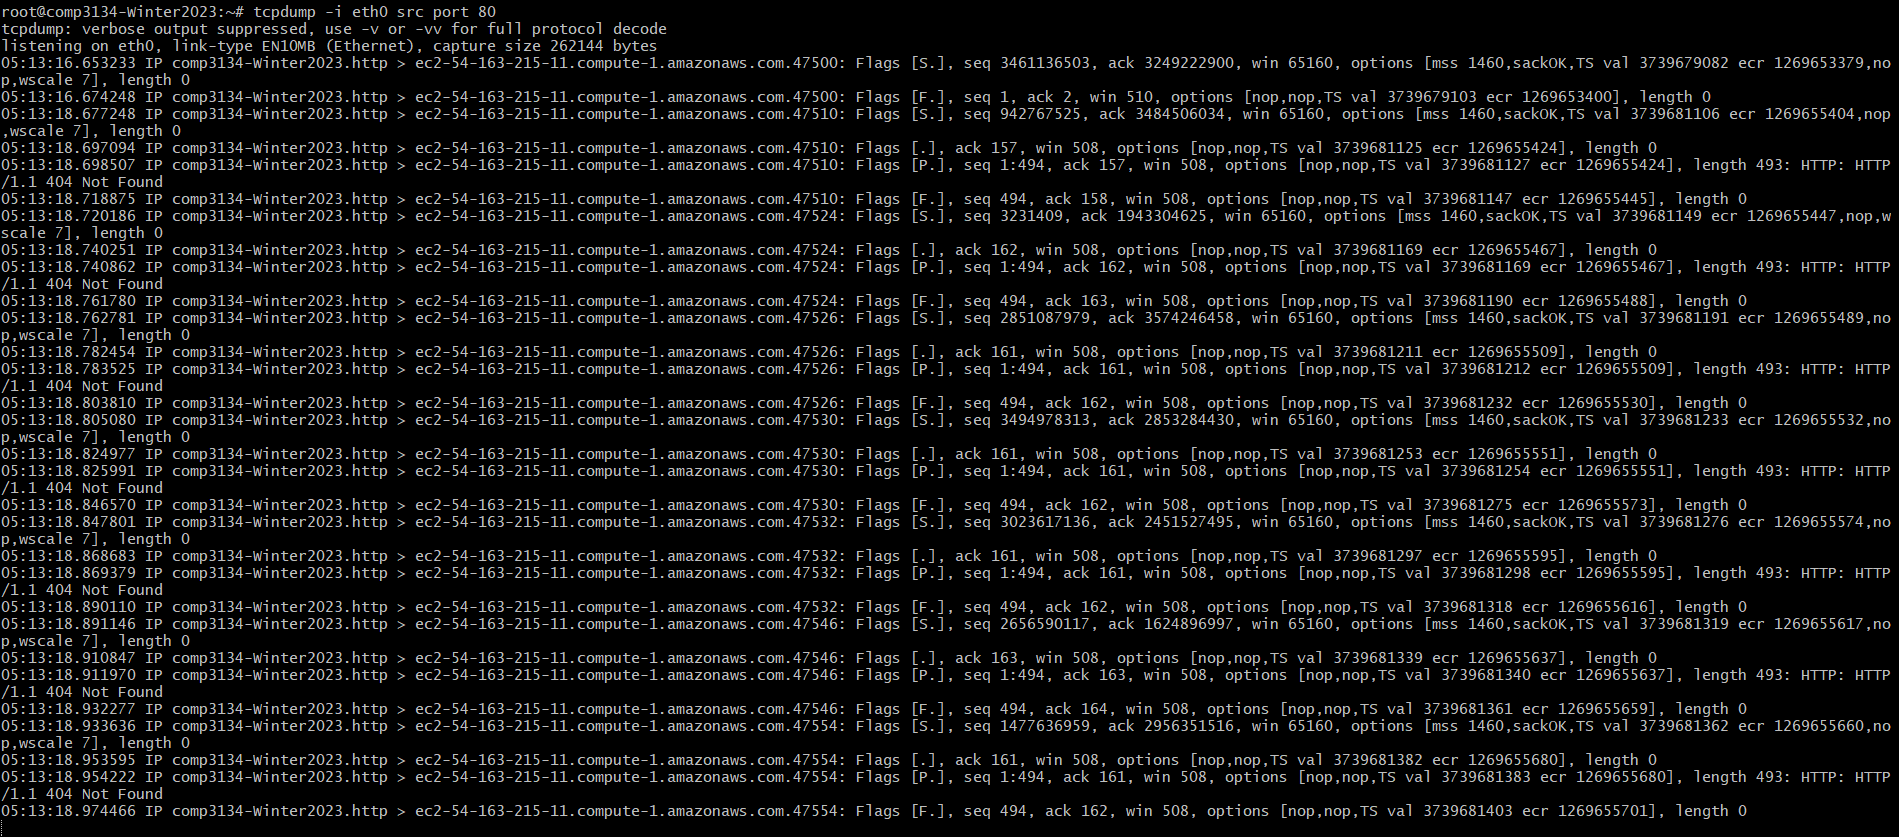 root@comp3134-Winter2023:~# tcpdump -i eth0 src port 80
tcpdump: verbose output suppressed, use -v or -vv for full protocol decode
listening on eth0, link-type EN10MB (Ethernet), capture size 262144 bytes
05:13:16.653233 IP comp3134-Winter2023.http > ec2-54-163-215-11.compute-1.amazonaws.com.47500: Flags [S.], seq 3461136503, ack 3249222900, win 65160, options [mss 1460,sackOK,TS val 3739679082 ecr 1269653379,no
p,wscale 7], length 0
05:13:16.674248 IP comp3134-Winter2023.http > ec2-54-163-215-11.compute-1.amazonaws.com.47500: Flags [F.], seq 1, ack 2, win 510, options [nop,nop,TS val 3739679103 ecr 1269653400], length 0
05:13:18.677248 IP comp3134-Winter2023.http > ec2-54-163-215-11.compute-1.amazonaws.com.47510: Flags [S.], seq 942767525, ack 3484506034, win 65160, options [mss 1460,sackOK,TS val 3739681106 ecr 1269655404,nop
,wscale 7], length 0
05:13:18.697094 IP comp3134-Winter2023.http > ec2-54-163-215-11.compute-1.amazonaws.com.47510: Flags [.], ack 157, win 508, options [nop,nop,TS val 3739681125 ecr 1269655424], length 0
05:13:18.698507 IP comp3134-Winter2023.http > ec2-54-163-215-11.compute-1.amazonaws.com.47510: Flags [P.], seq 1:494, ack 157, win 508, options [nop,nop,TS val 3739681127 ecr 1269655424], length 493: HTTP: HTTP
/1.1 404 Not Found
05:13:18.718875 IP comp3134-Winter2023.http > ec2-54-163-215-11.compute-1.amazonaws.com.47510: Flags [F.], seq 494, ack 158, win 508, options [nop,nop,TS val 3739681147 ecr 1269655445], length 0
05:13:18.720186 IP comp3134-Winter2023.http > ec2-54-163-215-11.compute-1.amazonaws.com.47524: Flags [S.], seq 3231409, ack 1943304625, win 65160, options [mss 1460,sackOK,TS val 3739681149 ecr 1269655447,nop,w
scale 7], length 0
05:13:18.740251 IP comp3134-Winter2023.http > ec2-54-163-215-11.compute-1.amazonaws.com.47524: Flags [.], ack 162, win 508, options [nop,nop,TS val 3739681169 ecr 1269655467], length 0
05:13:18.740862 IP comp3134-Winter2023.http > ec2-54-163-215-11.compute-1.amazonaws.com.47524: Flags [P.], seq 1:494, ack 162, win 508, options [nop,nop,TS val 3739681169 ecr 1269655467], length 493: HTTP: HTTP
/1.1 404 Not Found
05:13:18.761780 IP comp3134-Winter2023.http > ec2-54-163-215-11.compute-1.amazonaws.com.47524: Flags [F.], seq 494, ack 163, win 508, options [nop,nop,TS val 3739681190 ecr 1269655488], length 0
05:13:18.762781 IP comp3134-Winter2023.http > ec2-54-163-215-11.compute-1.amazonaws.com.47526: Flags [S.], seq 2851087979, ack 3574246458, win 65160, options [mss 1460,sackOK,TS val 3739681191 ecr 1269655489,no
p,wscale 7], length 0
05:13:18.782454 IP comp3134-Winter2023.http > ec2-54-163-215-11.compute-1.amazonaws.com.47526: Flags [.], ack 161, win 508, options [nop,nop,TS val 3739681211 ecr 1269655509], length 0
05:13:18.783525 IP comp3134-Winter2023.http > ec2-54-163-215-11.compute-1.amazonaws.com.47526: Flags [P.], seq 1:494, ack 161, win 508, options [nop,nop,TS val 3739681212 ecr 1269655509], length 493: HTTP: HTTP
/1.1 404 Not Found
05:13:18.803810 IP comp3134-Winter2023.http > ec2-54-163-215-11.compute-1.amazonaws.com.47526: Flags [F.], seq 494, ack 162, win 508, options [nop,nop,TS val 3739681232 ecr 1269655530], length 0
05:13:18.805080 IP comp3134-Winter2023.http > ec2-54-163-215-11.compute-1.amazonaws.com.47530: Flags [S.], seq 3494978313, ack 2853284430, win 65160, options [mss 1460,sackOK,TS val 3739681233 ecr 1269655532,no
p,wscale 7], length 0
05:13:18.824977 IP comp3134-Winter2023.http > ec2-54-163-215-11.compute-1.amazonaws.com.47530: Flags [.], ack 161, win 508, options [nop,nop,TS val 3739681253 ecr 1269655551], length 0
05:13:18.825991 IP comp3134-Winter2023.http > ec2-54-163-215-11.compute-1.amazonaws.com.47530: Flags [P.], seq 1:494, ack 161, win 508, options [nop,nop,TS val 3739681254 ecr 1269655551], length 493: HTTP: HTTP
/1.1 404 Not Found
05:13:18.846570 IP comp3134-Winter2023.http > ec2-54-163-215-11.compute-1.amazonaws.com.47530: Flags [F.], seq 494, ack 162, win 508, options [nop,nop,TS val 3739681275 ecr 1269655573], length 0
05:13:18.847801 IP comp3134-Winter2023.http > ec2-54-163-215-11.compute-1.amazonaws.com.47532: Flags [S.], seq 3023617136, ack 2451527495, win 65160, options [mss 1460,sackOK,TS val 3739681276 ecr 1269655574,no
p,wscale 7], length 0
05:13:18.868683 IP comp3134-Winter2023.http > ec2-54-163-215-11.compute-1.amazonaws.com.47532: Flags [.], ack 161, win 508, options [nop,nop,TS val 3739681297 ecr 1269655595], length 0
05:13:18.869379 IP comp3134-Winter2023.http > ec2-54-163-215-11.compute-1.amazonaws.com.47532: Flags [P.], seq 1:494, ack 161, win 508, options [nop,nop,TS val 3739681298 ecr 1269655595], length 493: HTTP: HTTP
/1.1 404 Not Found
05:13:18.890110 IP comp3134-Winter2023.http > ec2-54-163-215-11.compute-1.amazonaws.com.47532: Flags [F.], seq 494, ack 162, win 508, options [nop,nop,TS val 3739681318 ecr 1269655616], length 0
05:13:18.891146 IP comp3134-Winter2023.http > ec2-54-163-215-11.compute-1.amazonaws.com.47546: Flags [S.], seq 2656590117, ack 1624896997, win 65160, options [mss 1460,sackOK,TS val 3739681319 ecr 1269655617,no
p,wscale 7], length 0
05:13:18.910847 IP comp3134-Winter2023.http > ec2-54-163-215-11.compute-1.amazonaws.com.47546: Flags [.], ack 163, win 508, options [nop,nop,TS val 3739681339 ecr 1269655637], length 0
05:13:18.911970 IP comp3134-Winter2023.http > ec2-54-163-215-11.compute-1.amazonaws.com.47546: Flags [P.], seq 1:494, ack 163, win 508, options [nop,nop,TS val 3739681340 ecr 1269655637], length 493: HTTP: HTTP
/1.1 404 Not Found
05:13:18.932277 IP comp3134-Winter2023.http > ec2-54-163-215-11.compute-1.amazonaws.com.47546: Flags [F.], seq 494, ack 164, win 508, options [nop,nop,TS val 3739681361 ecr 1269655659], length 0
05:13:18.933636 IP comp3134-Winter2023.http > ec2-54-163-215-11.compute-1.amazonaws.com.47554: Flags [S.], seq 1477636959, ack 2956351516, win 65160, options [mss 1460,sackOK,TS val 3739681362 ecr 1269655660,no
p,wscale 7], length 0
05:13:18.953595 IP comp3134-Winter2023.http > ec2-54-163-215-11.compute-1.amazonaws.com.47554: Flags [.], ack 161, win 508, options [nop,nop,TS val 3739681382 ecr 1269655680], length 0
05:13:18.954222 IP comp3134-Winter2023.http > ec2-54-163-215-11.compute-1.amazonaws.com.47554: Flags [P.], seq 1:494, ack 161, win 508, options [nop,nop,TS val 3739681383 ecr 1269655680], length 493: HTTP: HTTP
/1.1 404 Not Found
05:13:18.974466 IP comp3134-Winter2023.http > ec2-54-163-215-11.compute-1.amazonaws.com.47554: Flags [F.], seq 494, ack 162, win 508, options [nop,nop,TS val 3739681403 ecr 1269655701], length 0